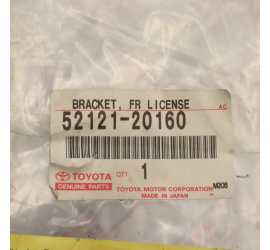 BRACKET, FR LICENSE
AC
52121-20160
TOYOTA QTY 1
GENUINE PARTS
TOYOTA MOTOR CORPORATION
MADE IN JAPAN